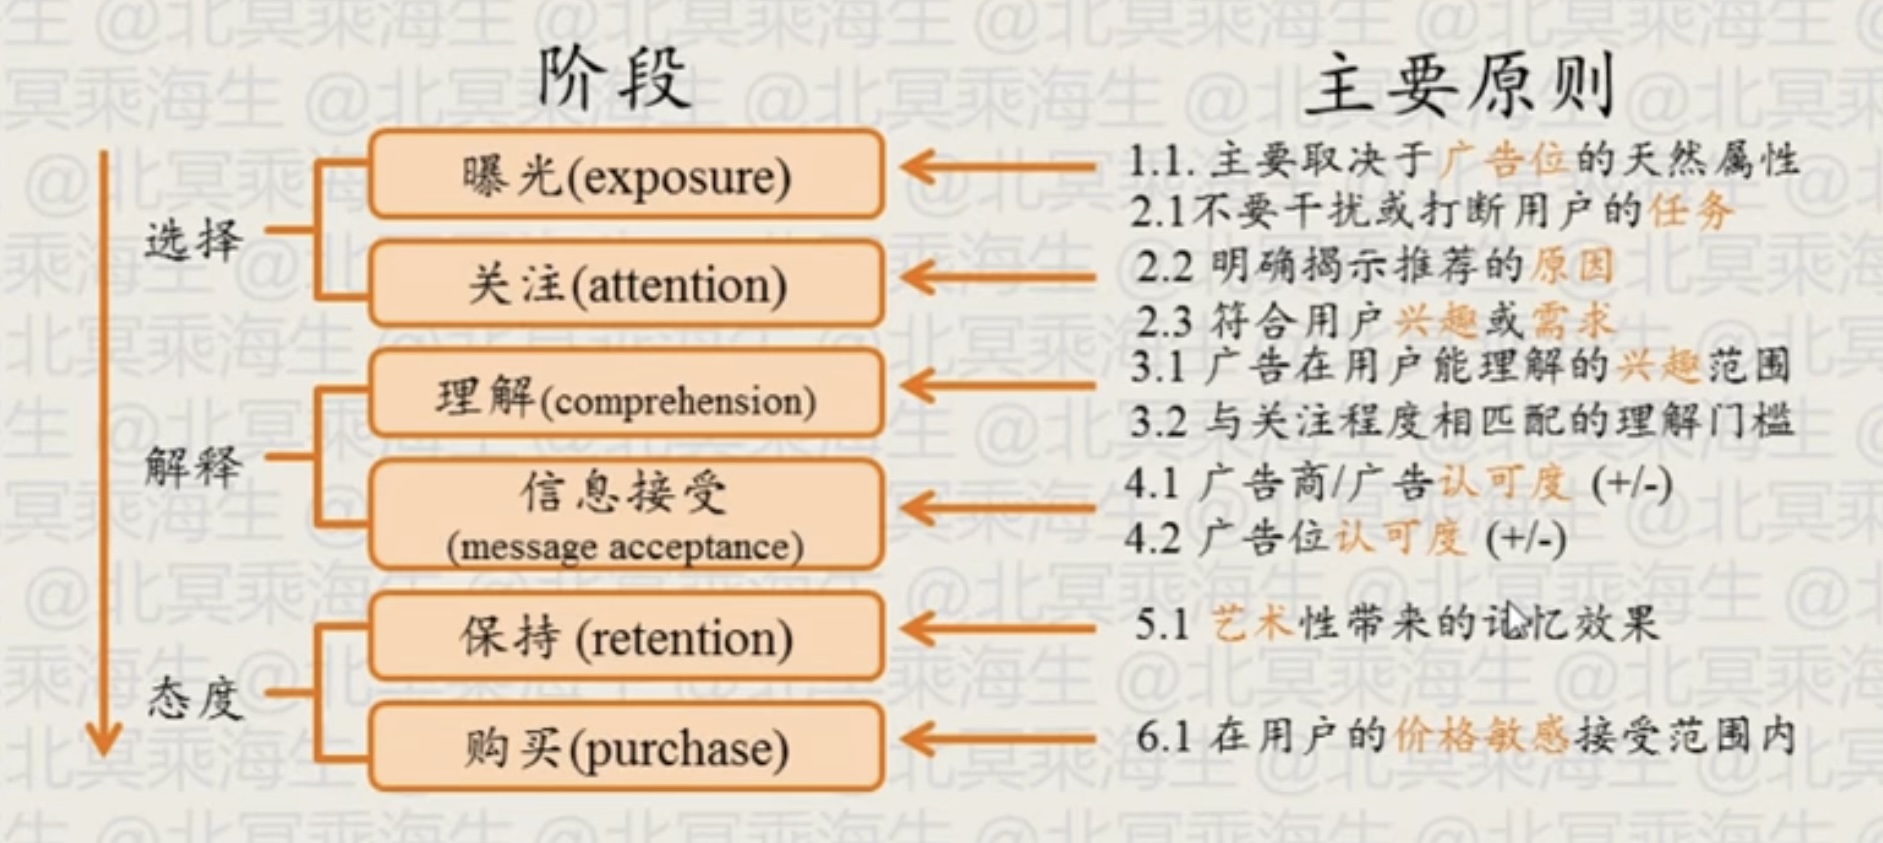 阶段
主要原则
选择
曝光(exposure)
1.1. 主要取决于广告位的天然属性
关注(attention)
2.1不要干扰或打断用户的任务
2.2 明确揭示推荐的原因
2.3 符合用户兴趣或需求
解释
理解(comprehension)
3.1 广告在用户能理解的兴趣范围
3.2 与关注程度相匹配的理解门槛
信息接受
(message acceptance)
4.1 广告商/广告认可度 (+/-)
4.2 广告位认可度 (+/-)
态度
保持 (retention)
5.1 艺术性带来的记忆效果
购买(purchase)
6.1 在用户的价格敏感接受范围内
@北冥乘海生